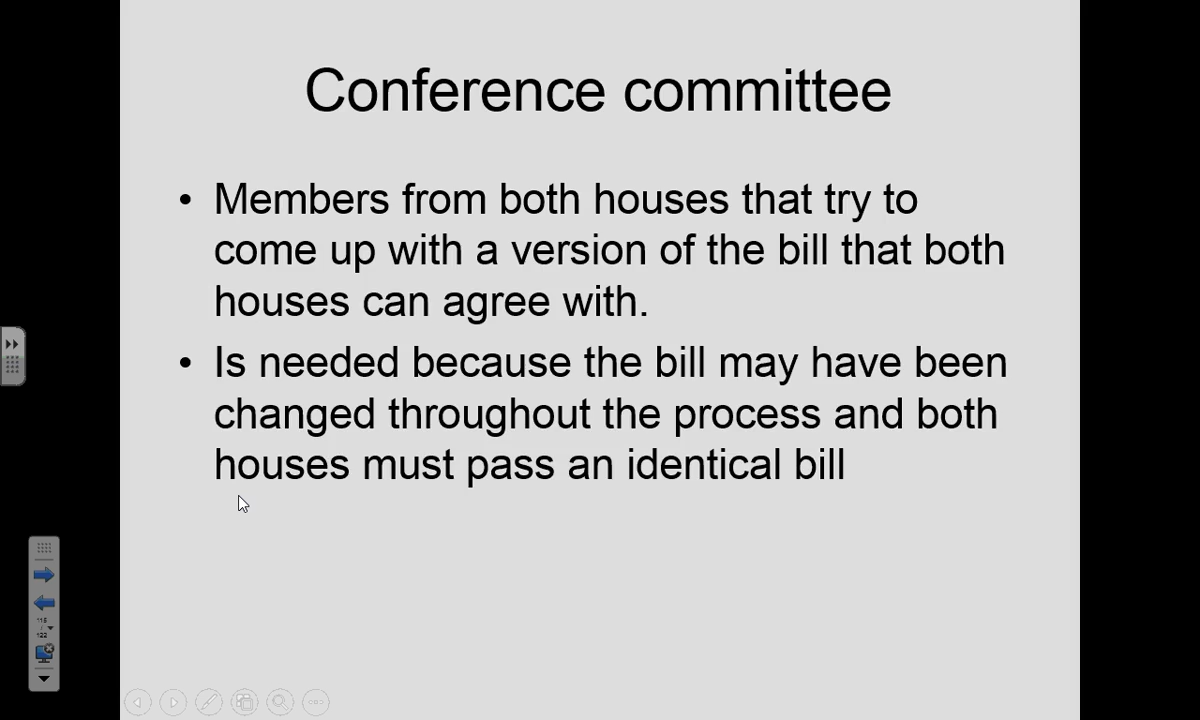 Conference committee
• Members from both houses that try to
come up with a version of the bill that both
houses can agree with.
• Is needed because the bill may have been
changed throughout the process and both
houses must pass an identical bill
115
/
122